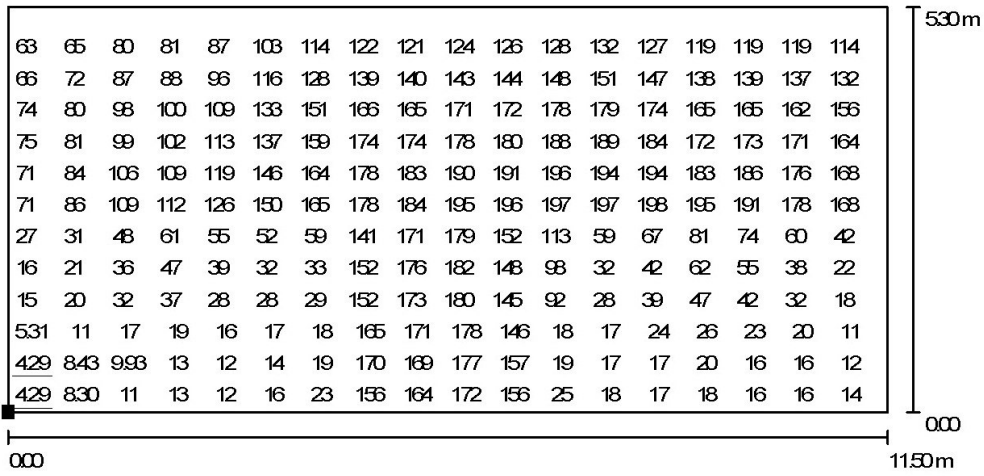 5.30 m
63 65 80 81 87 103 114 122 121 124 126 128 132 127 119 119 119 114
66 72 87 88 96 116 128 139 140 143 144 148 151 147 138 139 137 132
74 80 98 100 109 133 151 166 165 171 172 178 179 174 165 165 162 156
75 81 99 102 113 137 159 174 174 178 180 188 189 184 172 173 171 164
71 84 106 109 119 146 164 178 183 190 191 196 194 194 183 186 176 168
71 86 109 112 126 150 165 178 184 195 196 197 197 198 195 191 178 168
27 31 48 61 55 52 59 141 171 179 152 113 59 67 81 74 60 42
16 21 36 47 39 32 33 152 176 182 148 98 32 42 62 55 38 22
15 20 32 37 28 28 29 152 173 180 145 92 28 39 47 42 32 18
5.31 11 17 19 16 17 18 165 171 178 146 18 17 24 26 23 20 11
4.29 8.43 9.93 13 12 14 19 170 169 177 157 19 17 17 20 16 16 12
4.29 8.30 11 13 12 16 23 156 164 172 156 25 18 17 18 16 16 14
0.00
0.00 11.50 m